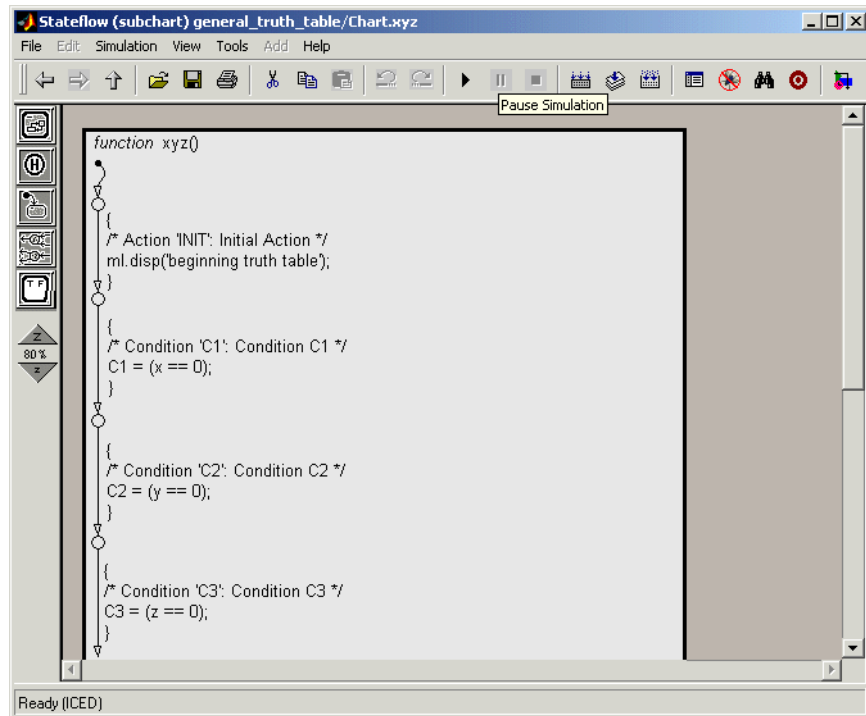 Stateflow (subchart) general_truth_table/Chart.xyz
File Edit Simulation View Tools Add Help
Pause Simulation
function xyz()
{
/* Action 'INIT': Initial Action */
ml.disp('beginning truth table');
}
{
/* Condition 'C1': Condition C1 */
C1 = (x == 0);
}
{
/* Condition 'C2': Condition C2 */
C2 = (y == 0);
}
{
/* Condition 'C3': Condition C3 */
C3 = (z == 0);
}
H
T F
Z
80%
z
Ready (ICED)